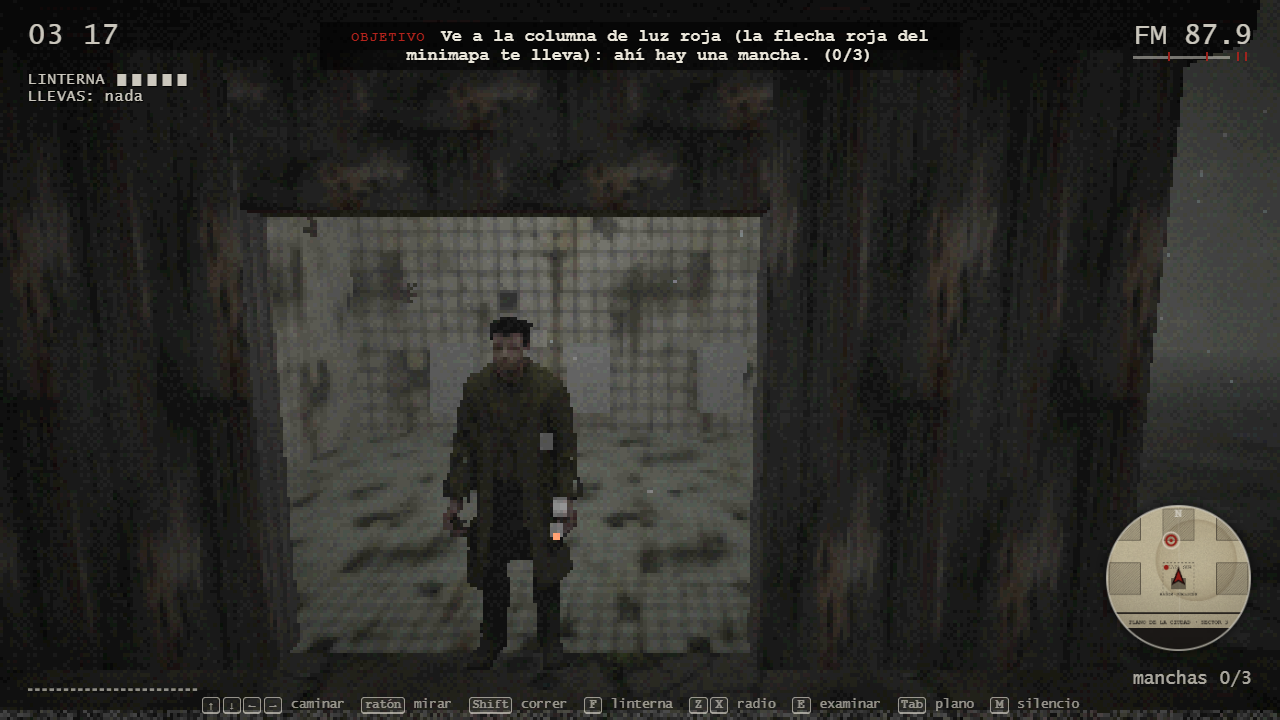 03 17
OBJETIVO Ve a la columna de luz roja (la flecha roja del
minimapa te lleva): ahí hay una mancha. (0/3)
FM 87.9
LINTERNA
LLEVAS: nada
N
PLANO DE LA CIUDAD · SECTOR 3
manchas 0/3
↑ ↓ ← → caminar ratón mirar Shift correr F linterna Z X radio E examinar Tab plano M silencio